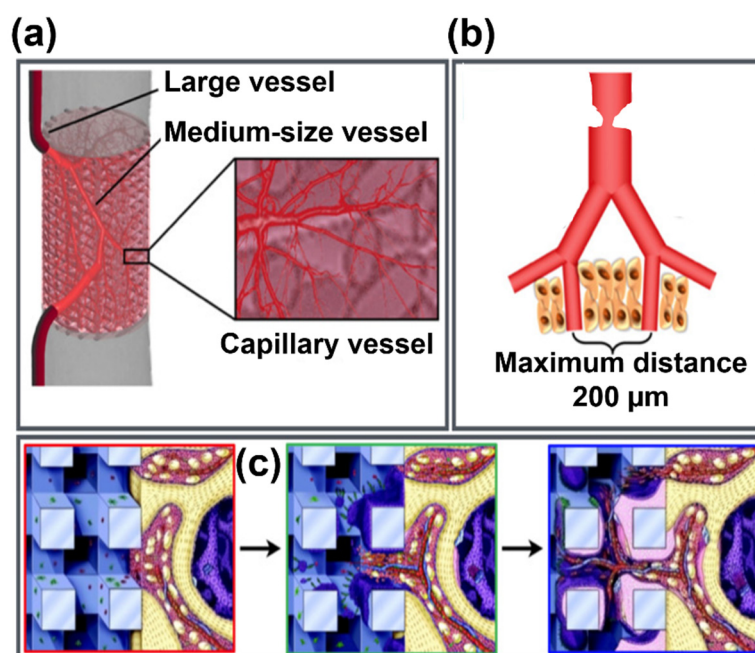 (a)
Large vessel
Medium-size vessel
Capillary vessel
(b)
Maximum distance
200 µm
(c)